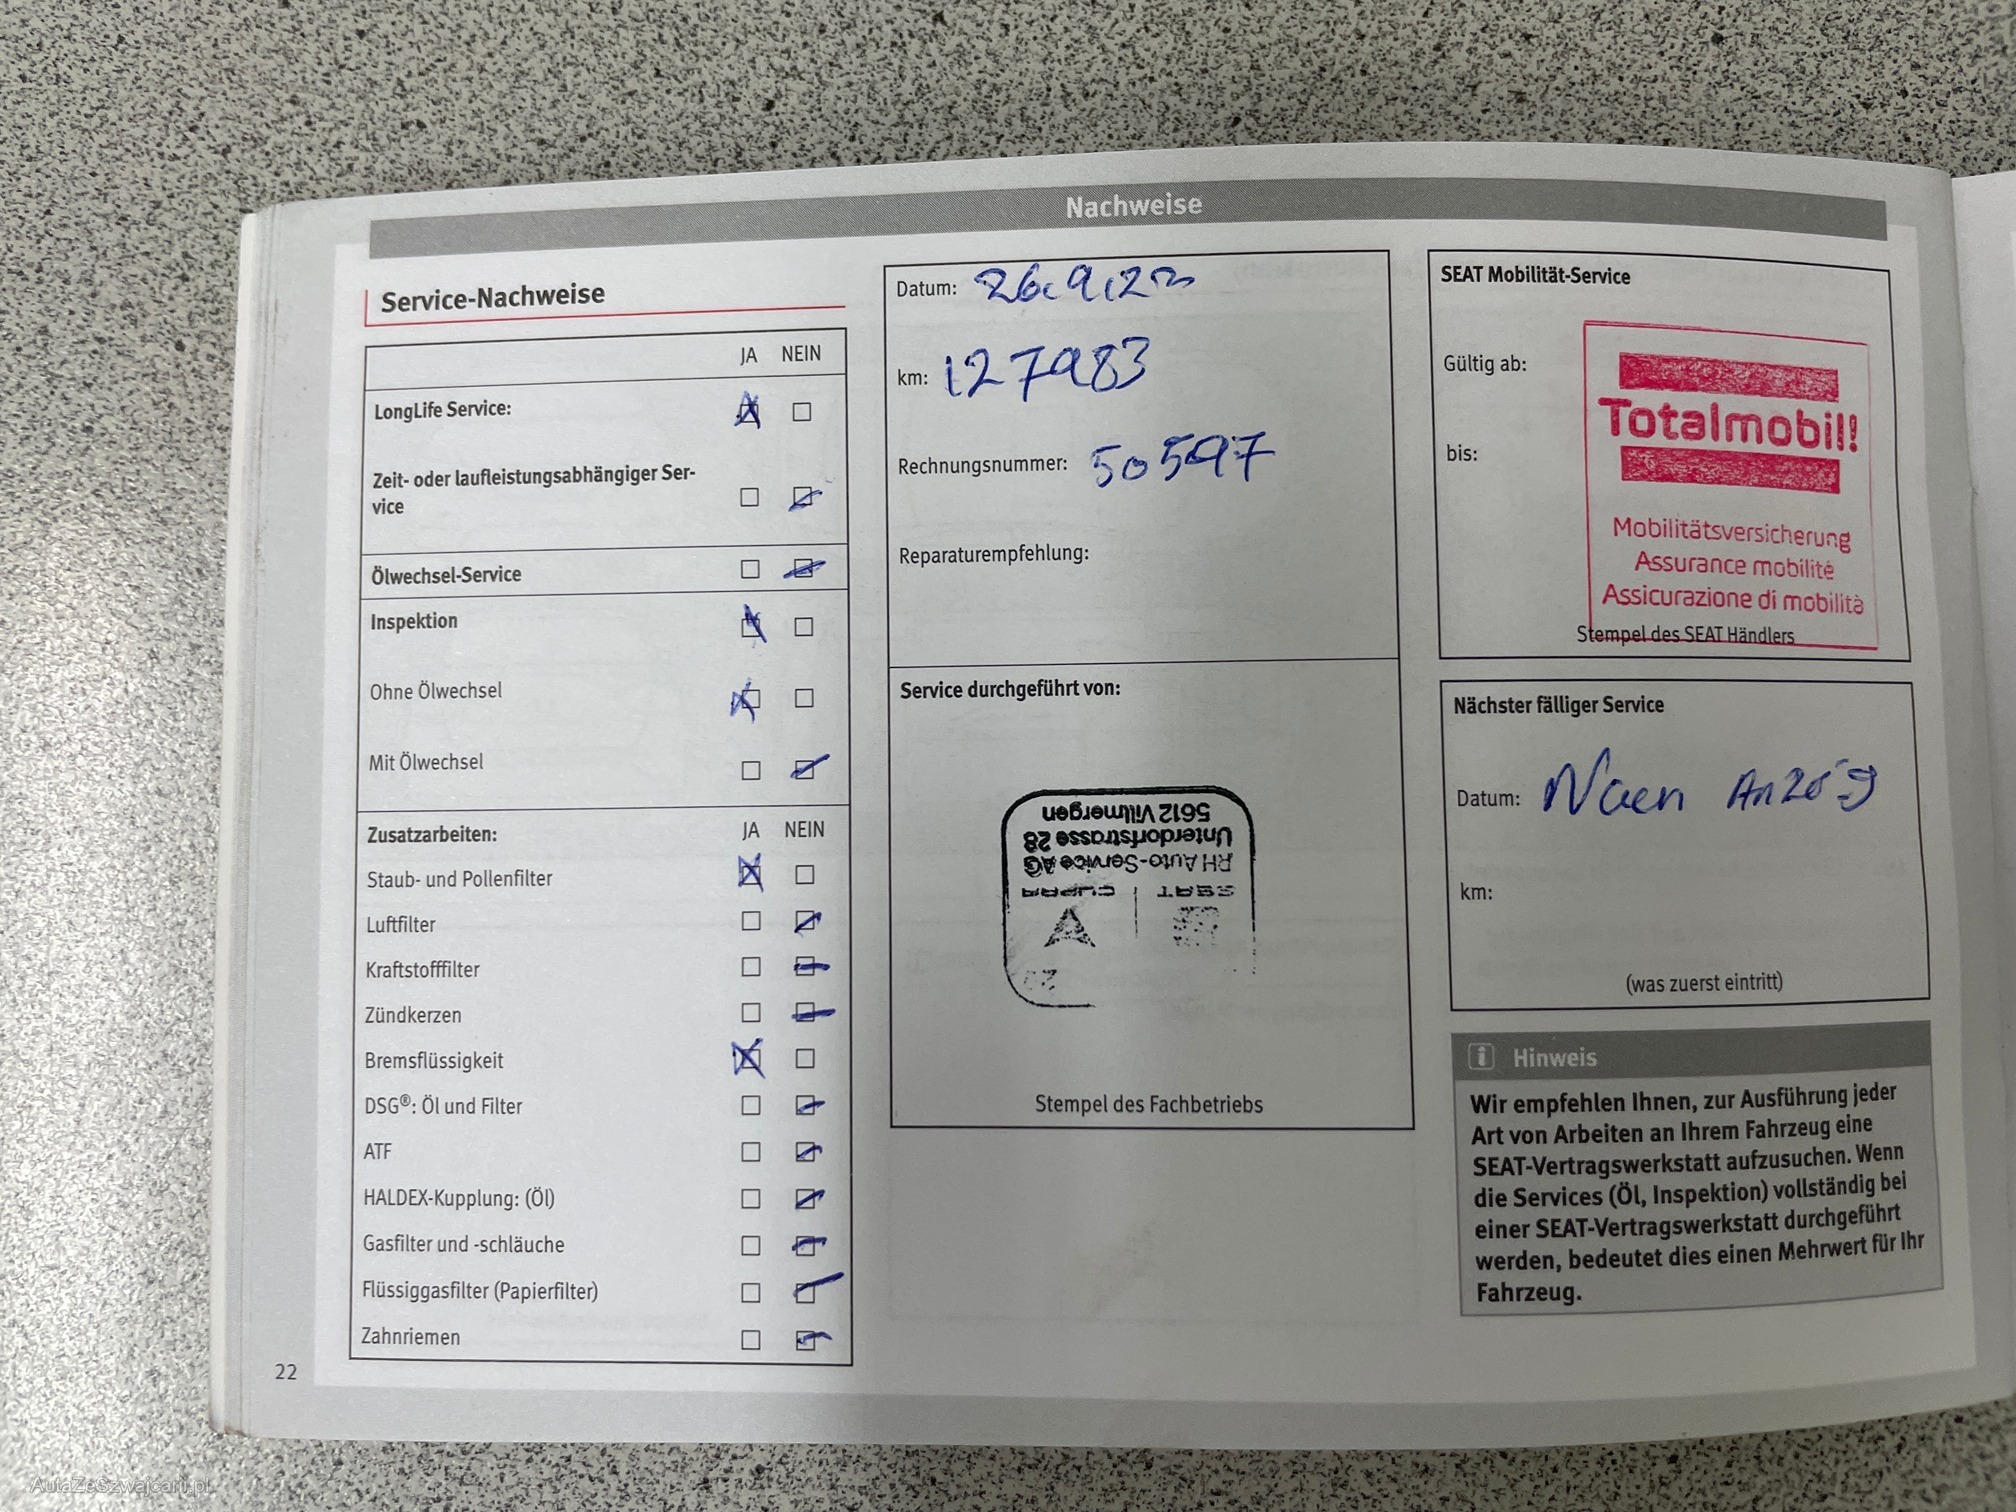 Nachweise
Service-Nachweise
JA NEIN
LongLife Service:
Zeit- oder laufleistungsabhängiger Ser-
vice
Ölwechsel-Service
Inspektion
Ohne Ölwechsel
Mit Ölwechsel
Zusatzarbeiten: JA NEIN
Staub- und Pollenfilter
Luftfilter
Kraftstofffilter
Zündkerzen
Bremsflüssigkeit
DSG®: Öl und Filter
ATF
HALDEX-Kupplung: (Öl)
Gasfilter und -schläuche
Flüssiggasfilter (Papierfilter)
Zahnriemen
22
Datum:
km: 127983
Rechnungsnummer: 50597
Reparaturempfehlung:
Service durchgeführt von:
5612 Villmergen
Unterdorfstrasse 28
RH Auto-Service AG
SEAT CUPRA
Stempel des Fachbetriebs
SEAT Mobilität-Service
Gültig ab:
bis:
Totalmobil!
Mobilitätsversicherung
Assurance mobilité
Assicurazione di mobilità
Stempel des SEAT Händlers
Nächster fälliger Service
Datum:
km:
(was zuerst eintritt)
Hinweis
Wir empfehlen Ihnen, zur Ausführung jeder
Art von Arbeiten an Ihrem Fahrzeug eine
SEAT-Vertragswerkstatt aufzusuchen. Wenn
die Services (Öl, Inspektion) vollständig bei
einer SEAT-Vertragswerkstatt durchgeführt
werden, bedeutet dies einen Mehrwert für Ihr
Fahrzeug.
AutaZeSzwajcarii.pl